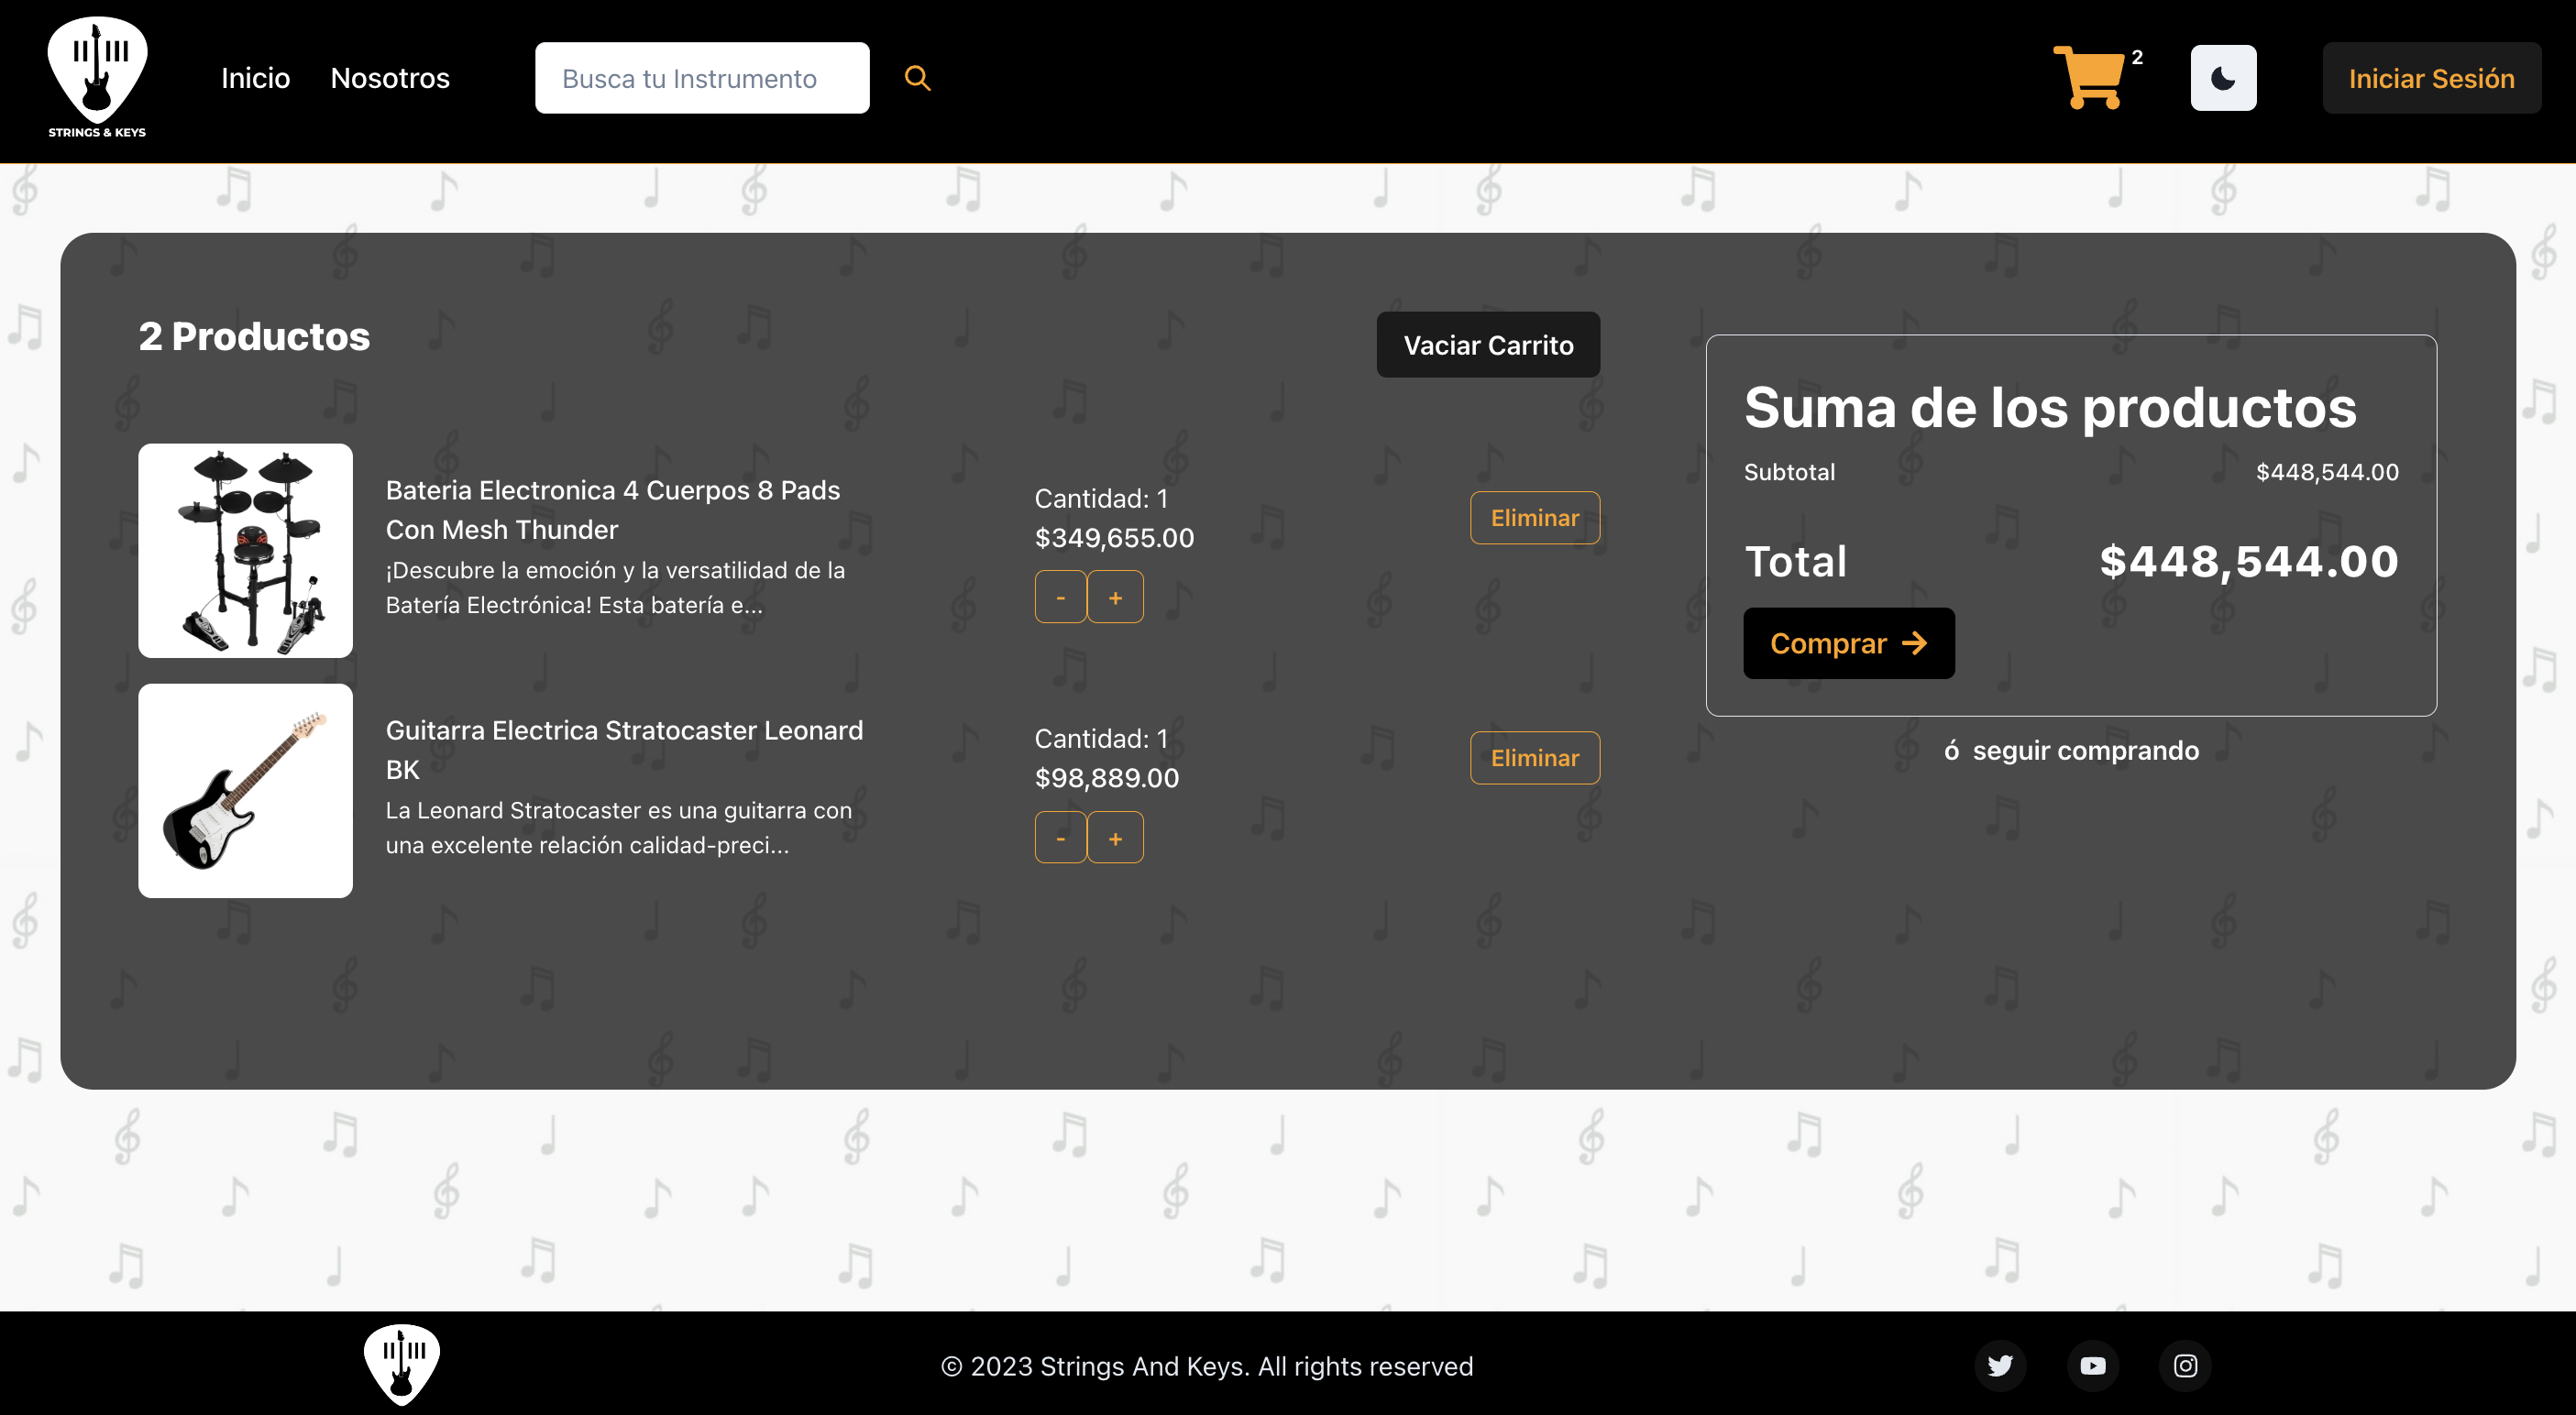 STRINGS & KEYS
Inicio
Nosotros
Busca tu Instrumento
2
Iniciar Sesión
2 Productos
Vaciar Carrito
Bateria Electronica 4 Cuerpos 8 Pads
Con Mesh Thunder
¡Descubre la emoción y la versatilidad de la
Batería Electrónica! Esta batería e...
Cantidad: 1
$349,655.00
-
+
Eliminar
Guitarra Electrica Stratocaster Leonard
BK
La Leonard Stratocaster es una guitarra con
una excelente relación calidad-preci...
Cantidad: 1
$98,889.00
-
+
Eliminar
Suma de los productos
Subtotal $448,544.00
Total $448,544.00
Comprar
ó seguir comprando
© 2023 Strings And Keys. All rights reserved